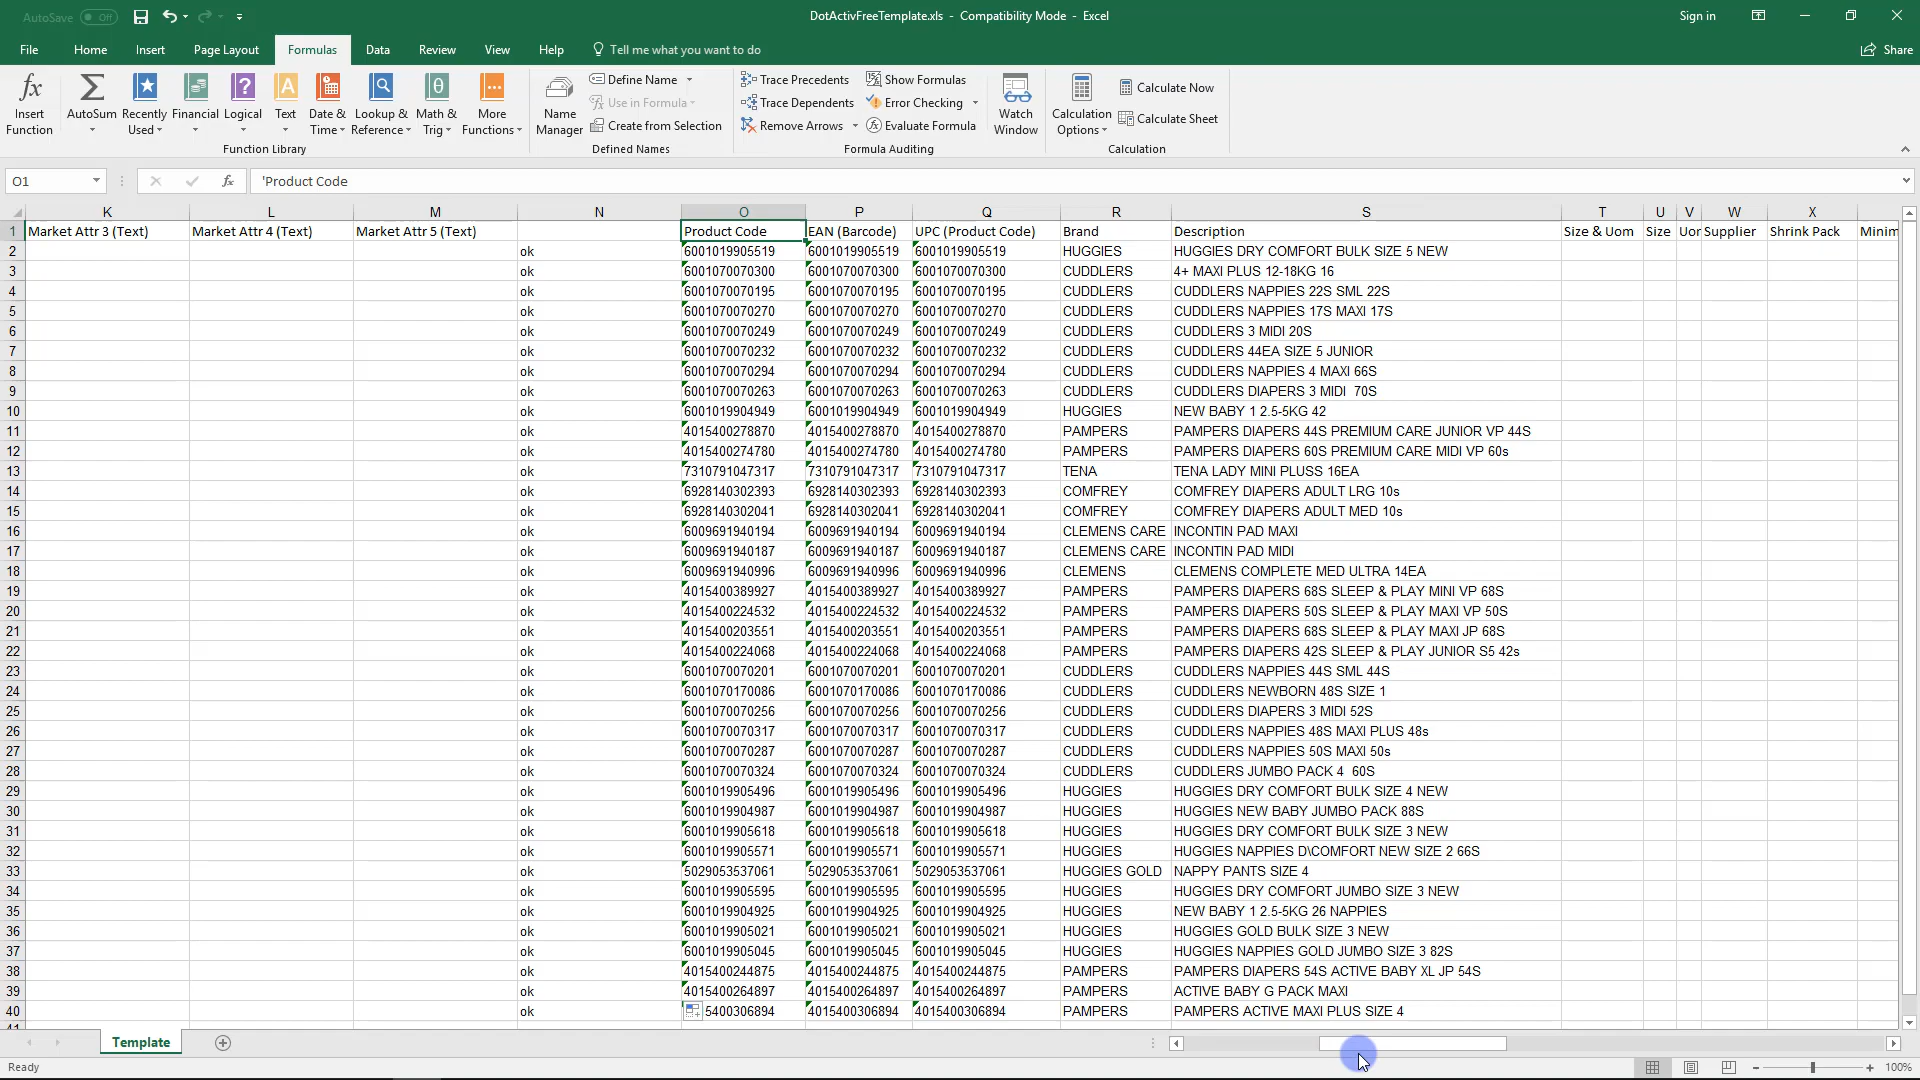 AutoSave Off DotActivFreeTemplate.xls - Compatibility Mode - Excel Sign in
File Home Insert Page Layout Formulas Data Review View Help Tell me what you want to do Share
Insert Function
AutoSum
Recently Used
Financial
Logical
Text
Date & Time
Lookup & Reference
Math & Trig
More Functions
Function Library
Name Manager
Define Name
Use in Formula
Create from Selection
Defined Names
Trace Precedents
Trace Dependents
Remove Arrows
Show Formulas
Error Checking
Evaluate Formula
Formula Auditing
Watch Window
Calculation Options
Calculate Now
Calculate Sheet
Calculation
O1 fx 'Product Code
K L M N O P Q R S T U V W X
1 Market Attr 3 (Text) Market Attr 4 (Text) Market Attr 5 (Text) Product Code EAN (Barcode) UPC (Product Code) Brand Description Size & Uom Size Uor Supplier Shrink Pack Minim
2 ok 6001019905519 6001019905519 6001019905519 HUGGIES HUGGIES DRY COMFORT BULK SIZE 5 NEW
3 ok 6001070070300 6001070070300 6001070070300 CUDDLERS 4+ MAXI PLUS 12-18KG 16
4 ok 6001070070195 6001070070195 6001070070195 CUDDLERS CUDDLERS NAPPIES 22S SML 22S
5 ok 6001070070270 6001070070270 6001070070270 CUDDLERS CUDDLERS NAPPIES 17S MAXI 17S
6 ok 6001070070249 6001070070249 6001070070249 CUDDLERS CUDDLERS 3 MIDI 20S
7 ok 6001070070232 6001070070232 6001070070232 CUDDLERS CUDDLERS 44EA SIZE 5 JUNIOR
8 ok 6001070070294 6001070070294 6001070070294 CUDDLERS CUDDLERS NAPPIES 4 MAXI 66S
9 ok 6001070070263 6001070070263 6001070070263 CUDDLERS CUDDLERS DIAPERS 3 MIDI 70S
10 ok 6001019904949 6001019904949 6001019904949 HUGGIES NEW BABY 1 2.5-5KG 42
11 ok 4015400278870 4015400278870 4015400278870 PAMPERS PAMPERS DIAPERS 44S PREMIUM CARE JUNIOR VP 44S
12 ok 4015400274780 4015400274780 4015400274780 PAMPERS PAMPERS DIAPERS 60S PREMIUM CARE MIDI VP 60s
13 ok 7310791047317 7310791047317 7310791047317 TENA TENA LADY MINI PLUSS 16EA
14 ok 6928140302393 6928140302393 6928140302393 COMFREY COMFREY DIAPERS ADULT LRG 10s
15 ok 6928140302041 6928140302041 6928140302041 COMFREY COMFREY DIAPERS ADULT MED 10s
16 ok 6009691940194 6009691940194 6009691940194 CLEMENS CARE INCONTIN PAD MAXI
17 ok 6009691940187 6009691940187 6009691940187 CLEMENS CARE INCONTIN PAD MIDI
18 ok 6009691940996 6009691940996 6009691940996 CLEMENS CLEMENS COMPLETE MED ULTRA 14EA
19 ok 4015400389927 4015400389927 4015400389927 PAMPERS PAMPERS DIAPERS 68S SLEEP & PLAY MINI VP 68S
20 ok 4015400224532 4015400224532 4015400224532 PAMPERS PAMPERS DIAPERS 50S SLEEP & PLAY MAXI VP 50S
21 ok 4015400203551 4015400203551 4015400203551 PAMPERS PAMPERS DIAPERS 68S SLEEP & PLAY MAXI JP 68S
22 ok 4015400224068 4015400224068 4015400224068 PAMPERS PAMPERS DIAPERS 42S SLEEP & PLAY JUNIOR S5 42s
23 ok 6001070070201 6001070070201 6001070070201 CUDDLERS CUDDLERS NAPPIES 44S SML 44S
24 ok 6001070170086 6001070170086 6001070170086 CUDDLERS CUDDLERS NEWBORN 48S SIZE 1
25 ok 6001070070256 6001070070256 6001070070256 CUDDLERS CUDDLERS DIAPERS 3 MIDI 52S
26 ok 6001070070317 6001070070317 6001070070317 CUDDLERS CUDDLERS NAPPIES 48S MAXI PLUS 48s
27 ok 6001070070287 6001070070287 6001070070287 CUDDLERS CUDDLERS NAPPIES 50S MAXI 50s
28 ok 6001070070324 6001070070324 6001070070324 CUDDLERS CUDDLERS JUMBO PACK 4 60S
29 ok 6001019905496 6001019905496 6001019905496 HUGGIES HUGGIES DRY COMFORT BULK SIZE 4 NEW
30 ok 6001019904987 6001019904987 6001019904987 HUGGIES HUGGIES NEW BABY JUMBO PACK 88S
31 ok 6001019905618 6001019905618 6001019905618 HUGGIES HUGGIES DRY COMFORT BULK SIZE 3 NEW
32 ok 6001019905571 6001019905571 6001019905571 HUGGIES HUGGIES NAPPIES D\COMFORT NEW SIZE 2 66S
33 ok 5029053537061 5029053537061 5029053537061 HUGGIES GOLD NAPPY PANTS SIZE 4
34 ok 6001019905595 6001019905595 6001019905595 HUGGIES HUGGIES DRY COMFORT JUMBO SIZE 3 NEW
35 ok 6001019904925 6001019904925 6001019904925 HUGGIES NEW BABY 1 2.5-5KG 26 NAPPIES
36 ok 6001019905021 6001019905021 6001019905021 HUGGIES HUGGIES GOLD BULK SIZE 3 NEW
37 ok 6001019905045 6001019905045 6001019905045 HUGGIES HUGGIES NAPPIES GOLD JUMBO SIZE 3 82S
38 ok 4015400244875 4015400244875 4015400244875 PAMPERS PAMPERS DIAPERS 54S ACTIVE BABY XL JP 54S
39 ok 4015400264897 4015400264897 4015400264897 PAMPERS ACTIVE BABY G PACK MAXI
40 ok 5400306894 4015400306894 4015400306894 PAMPERS PAMPERS ACTIVE MAXI PLUS SIZE 4
41
Template
Ready 100%